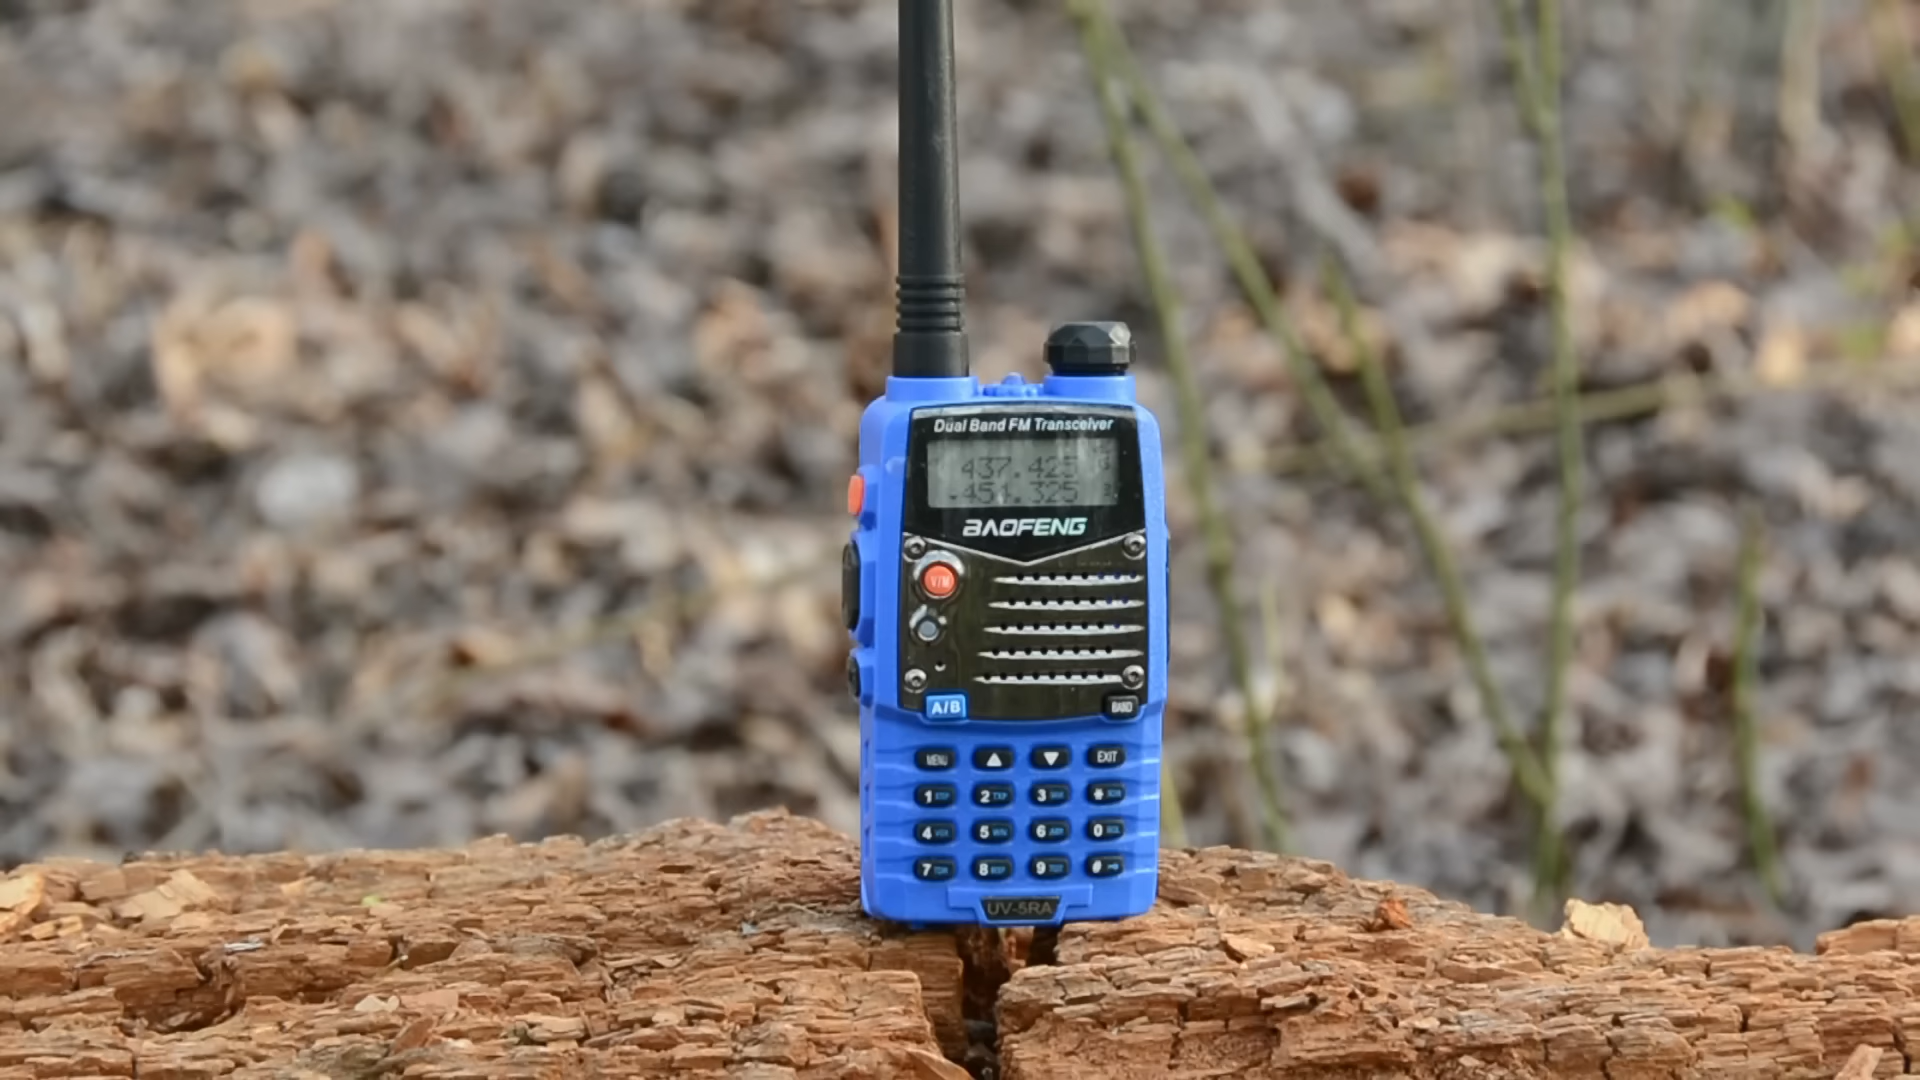 Dual Band FM Transceiver
437.425
454.325
BAOFENG
V/M
A/B BAND
MENU ▲ ▼ EXIT
1 2 3 *
4 5 6 0
7 8 9 #
UV-5RA